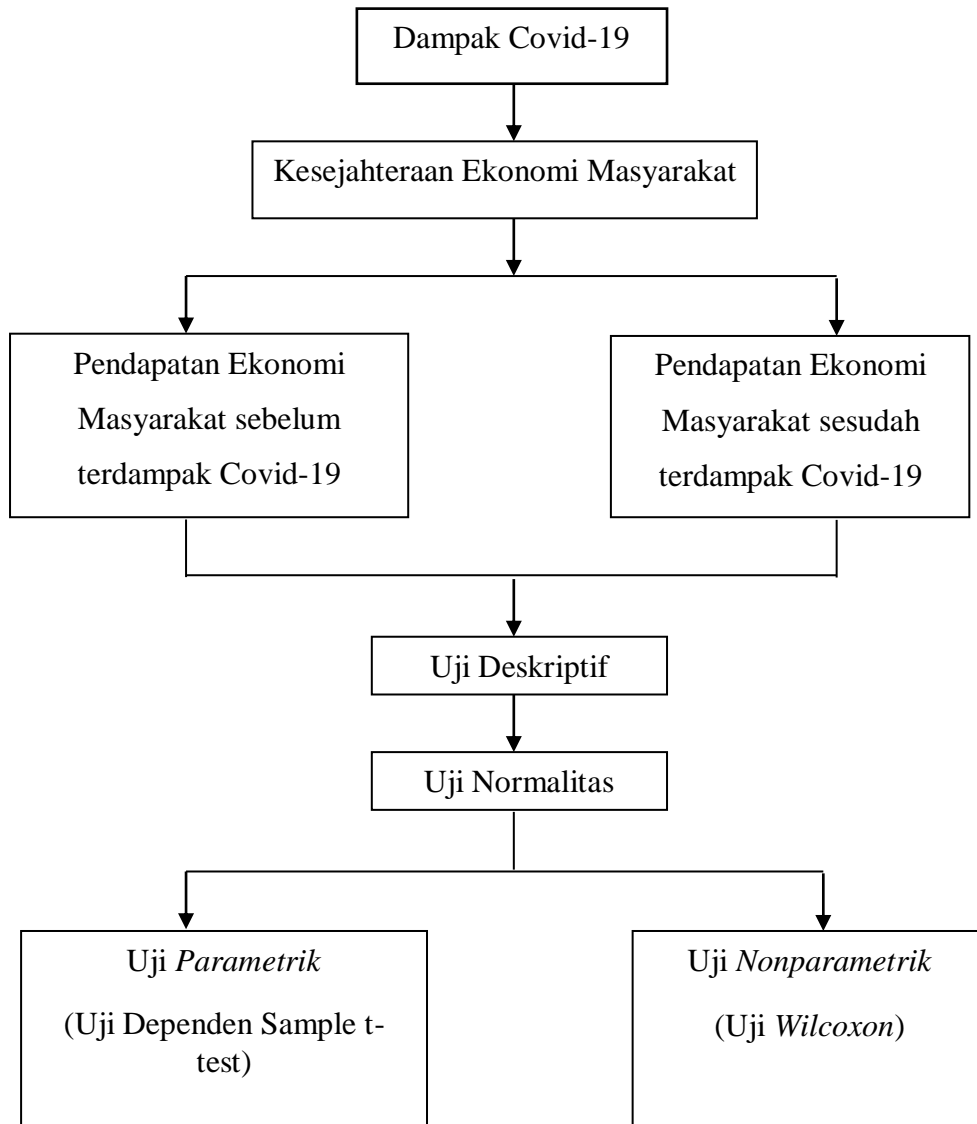 Dampak Covid-19
Kesejahteraan Ekonomi Masyarakat
Pendapatan Ekonomi
Masyarakat sebelum
terdampak Covid-19
Pendapatan Ekonomi
Masyarakat sesudah
terdampak Covid-19
Uji Deskriptif
Uji Normalitas
Uji Parametrik
(Uji Dependen Sample t-
test)
Uji Nonparametrik
(Uji Wilcoxon)